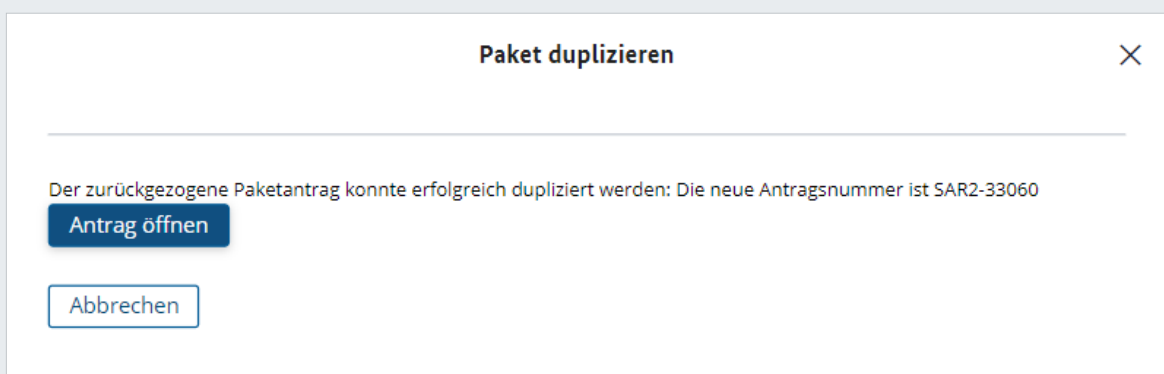 Paket duplizieren
Der zurückgezogene Paketantrag konnte erfolgreich dupliziert werden: Die neue Antragsnummer ist SAR2-33060
Antrag öffnen
Abbrechen